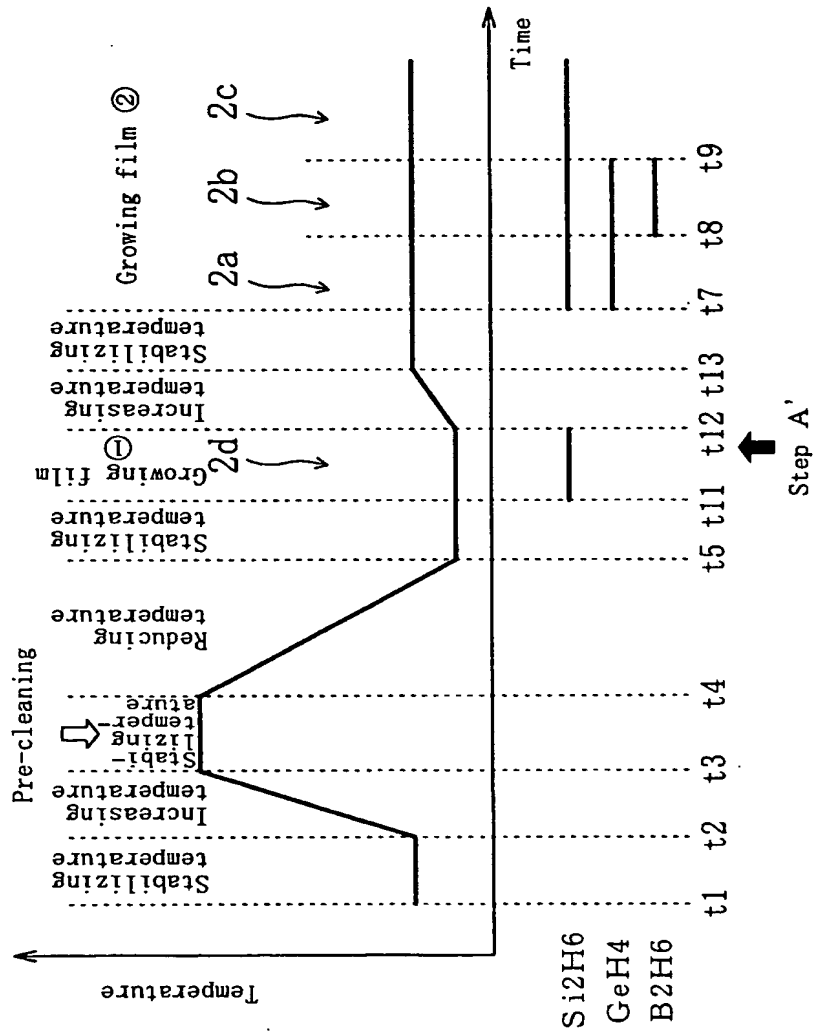 Pre-cleaning
Growing film ②
Stabilizing
temperature
Increasing
temperature
Stabi-
lizing
temper-
ature
Reducing
temperature
Stabilizing
temperature
Growing film
①
Increasing
temperature
Stabilizing
temperature
2d
2a
2b
2c
Temperature
Time
Si2H6
GeH4
B2H6
t1
t2
t3
t4
t5
t11
t12
t13
t7
t8
t9
Step A'